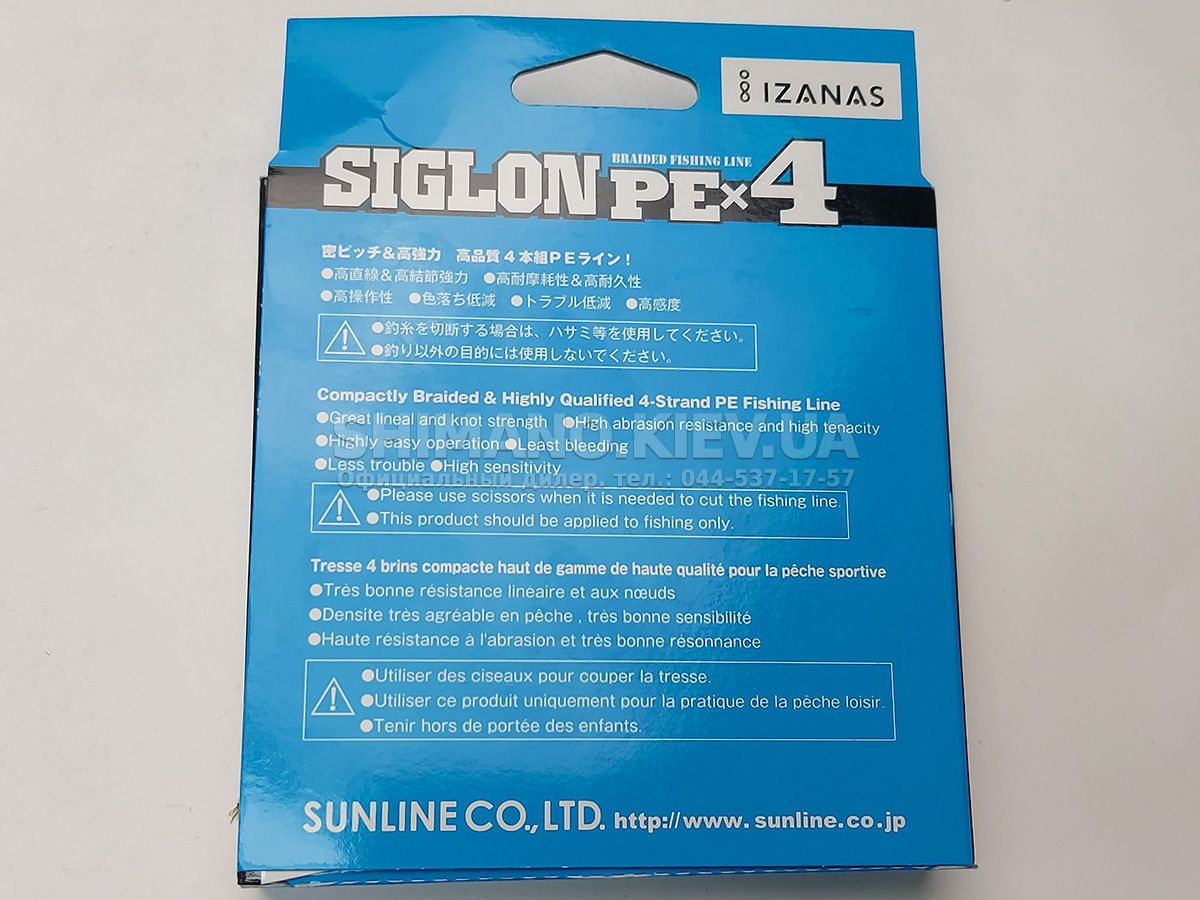 IZANAS
BRAIDED FISHING LINE
SIGLON PE×4
密ピッチ&高強力 高品質4本組PEライン!
●高直線&高結節強力 ●高耐摩耗性&高耐久性
●高操作性 ●色落ち低減 ●トラブル低減 ●高感度
●釣糸を切断する場合は、ハサミ等を使用してください。
●釣り以外の目的には使用しないでください。
Compactly Braided & Highly Qualified 4-Strand PE Fishing Line
●Great lineal and knot strength ●High abrasion resistance and high tenacity
SHIMANO.KIEV.UA
●Highly easy operation ●Least bleeding
●Less trouble ●High sensitivity
Официальный дилер. тел.: 044-537-17-57
●Please use scissors when it is needed to cut the fishing line.
●This product should be applied to fishing only.
Tresse 4 brins compacte haut de gamme de haute qualité pour la pêche sportive
●Très bonne résistance linéaire et aux nœuds
●Densite très agréable en pêche , très bonne sensibilité
●Haute résistance à l'abrasion et très bonne résonnance
●Utiliser des ciseaux pour couper la tresse.
●Utiliser ce produit uniquement pour la pratique de la pêche loisir.
●Tenir hors de portée des enfants.
SUNLINE CO.,LTD. http://www.sunline.co.jp